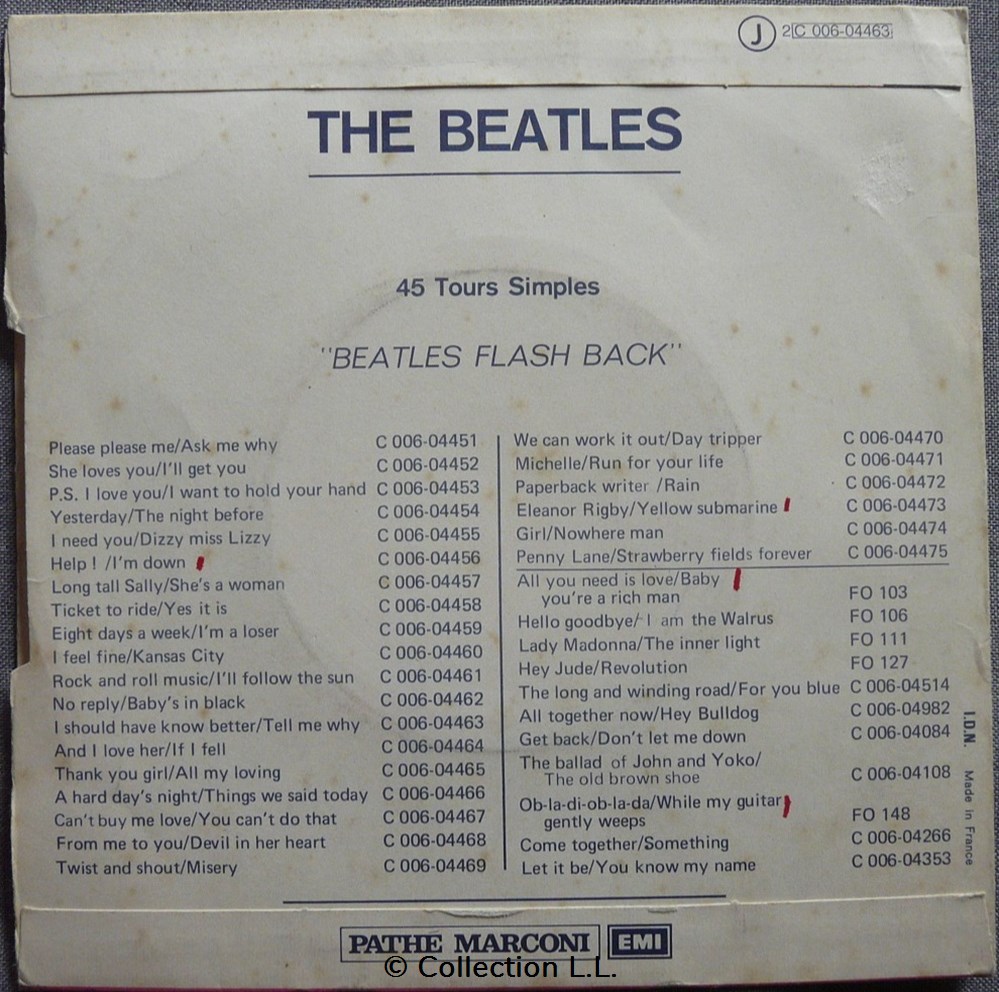 J 2C 006-04463
THE BEATLES
45 Tours Simples
"BEATLES FLASH BACK"
Please please me/Ask me why C 006-04451
She loves you/I'll get you C 006-04452
P.S. I love you/I want to hold your hand C 006-04453
Yesterday/The night before C 006-04454
I need you/Dizzy miss Lizzy C 006-04455
Help ! /I'm down C 006-04456
Long tall Sally/She's a woman C 006-04457
Ticket to ride/Yes it is C 006-04458
Eight days a week/I'm a loser C 006-04459
I feel fine/Kansas City C 006-04460
Rock and roll music/I'll follow the sun C 006-04461
No reply/Baby's in black C 006-04462
I should have know better/Tell me why C 006-04463
And I love her/If I fell C 006-04464
Thank you girl/All my loving C 006-04465
A hard day's night/Things we said today C 006-04466
Can't buy me love/You can't do that C 006-04467
From me to you/Devil in her heart C 006-04468
Twist and shout/Misery C 006-04469
We can work it out/Day tripper C 006-04470
Michelle/Run for your life C 006-04471
Paperback writer /Rain C 006-04472
Eleanor Rigby/Yellow submarine C 006-04473
Girl/Nowhere man C 006-04474
Penny Lane/Strawberry fields forever C 006-04475
All you need is love/Baby
you're a rich man FO 103
Hello goodbye/ I am the Walrus FO 106
Lady Madonna/The inner light FO 111
Hey Jude/Revolution FO 127
The long and winding road/For you blue C 006-04514
All together now/Hey Bulldog C 006-04982
Get back/Don't let me down C 006-04084
The ballad of John and Yoko/
The old brown shoe C 006-04108
Ob-la-di-ob-la-da/While my guitar
gently weeps FO 148
Come together/Something C 006-04266
Let it be/You know my name C 006-04353
I.D.N. Made in France
PATHÉ MARCONI EMI
© Collection L.L.